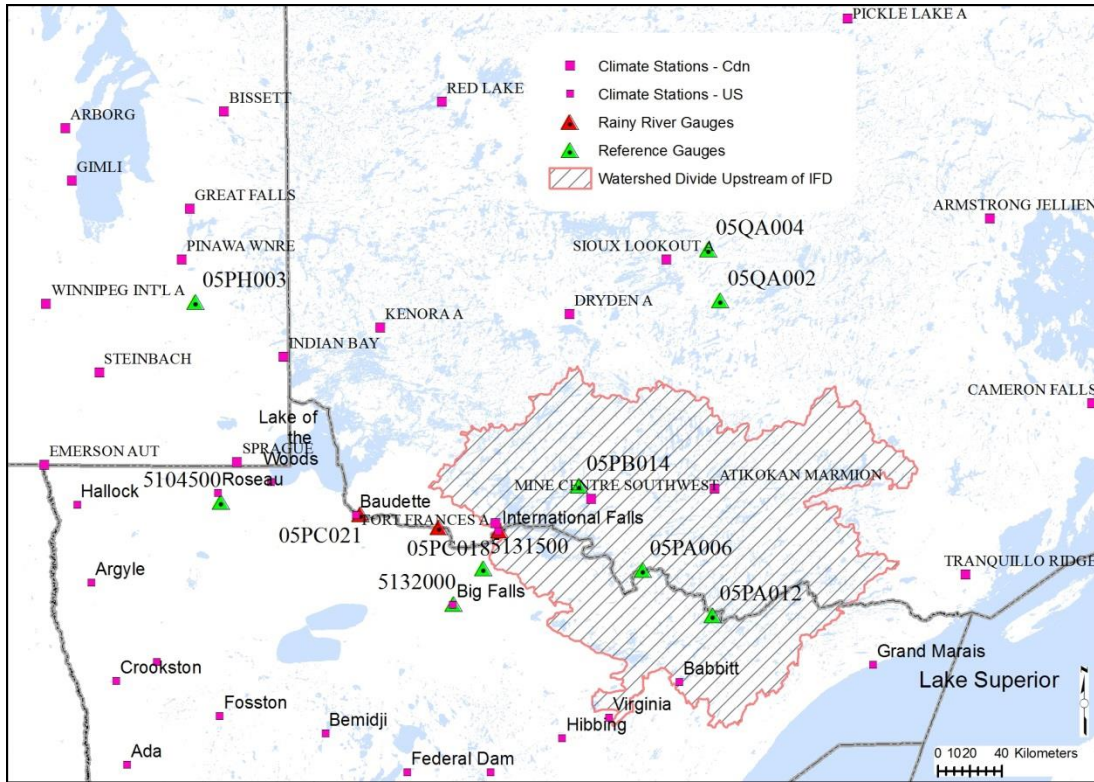 PICKLE LAKE A
Climate Stations - Cdn
Climate Stations - US
Rainy River Gauges
Reference Gauges
Watershed Divide Upstream of IFD
RED LAKE
BISSETT
ARBORG
GIMLI
GREAT FALLS
ARMSTRONG JELLIEN
05QA004
SIOUX LOOKOUT A
PINAWA WNRE
05PH003
05QA002
WINNIPEG INT'L A
DRYDEN A
KENORA A
INDIAN BAY
STEINBACH
CAMERON FALLS
Lake of
the
Woods
SPRAGUE
EMERSON AUT
05PB014
ATIKOKAN MARMION
MINE CENTRE SOUTHWEST
5104500
Roseau
Hallock
Baudette
FORT FRANCES A
International Falls
05PC021
05PC018
5131500
05PA006
TRANQUILLO RIDGE
Argyle
5132000
Big Falls
05PA012
Crookston
Babbitt
Grand Marais
Lake Superior
Fosston
Virginia
Bemidji
Hibbing
Ada
Federal Dam
0 10 20 40 Kilometers